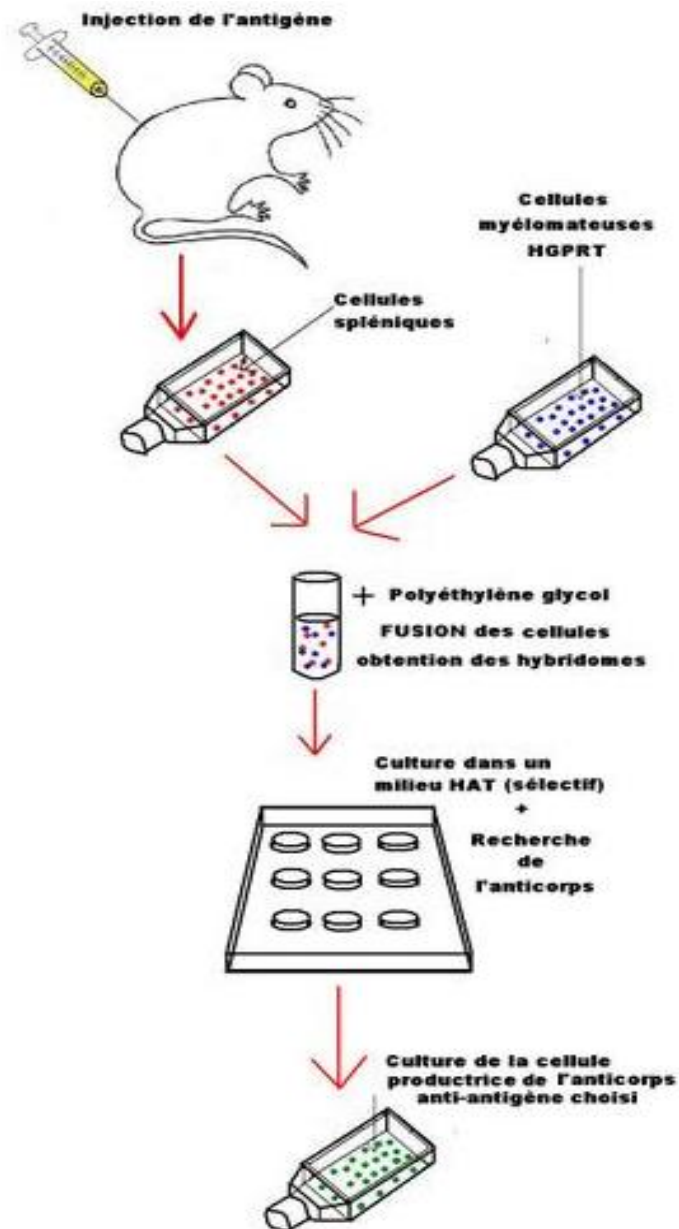 Injection de l'antigène
Cellules
myélomateuses
HGPRT
Cellules
spléniques
+ Polyéthylène glycol
FUSION des cellules
obtention des hybridomes
Culture dans un
milieu HAT (sélectif)
+
Recherche
de
l'anticorps
Culture de la cellule
productrice de l'anticorps
anti-antigène choisi